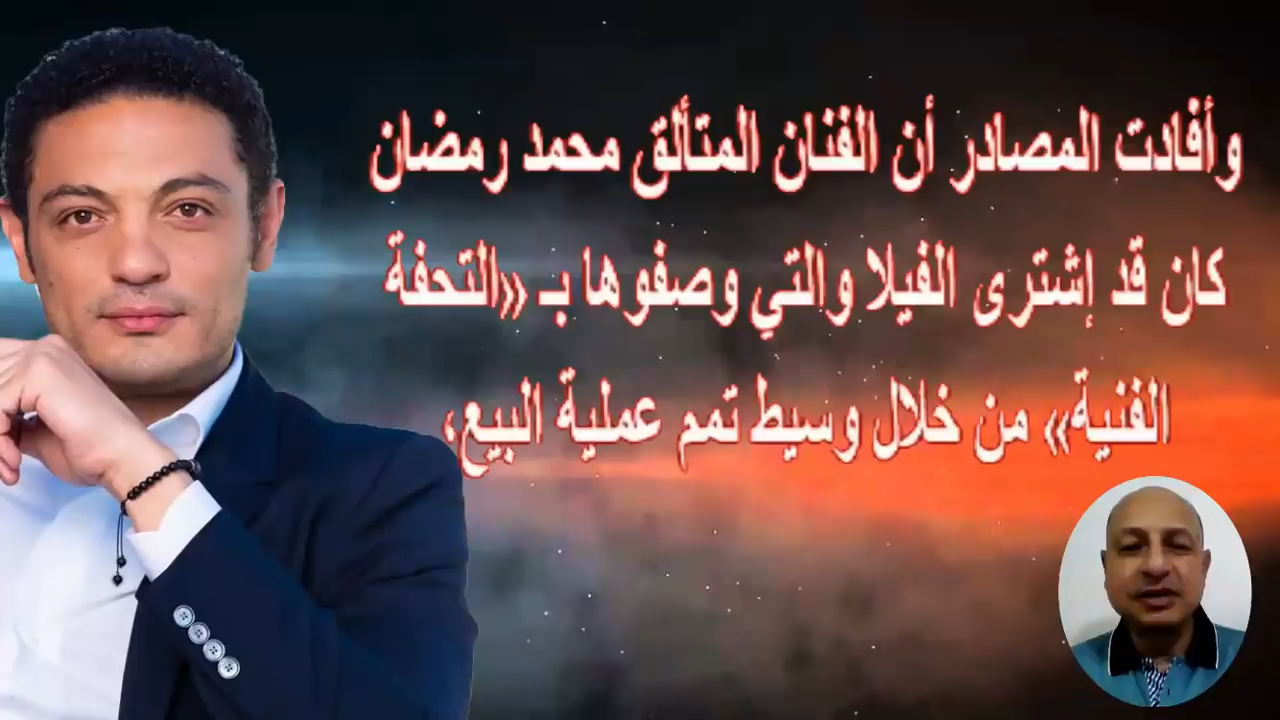 وأفادت المصادر أن الفنان المتألق محمد رمضان
كان قد إشترى الفيلا والتي وصفوها بـ «التحفة
الفنية» من خلال وسيط تمم عملية البيع،